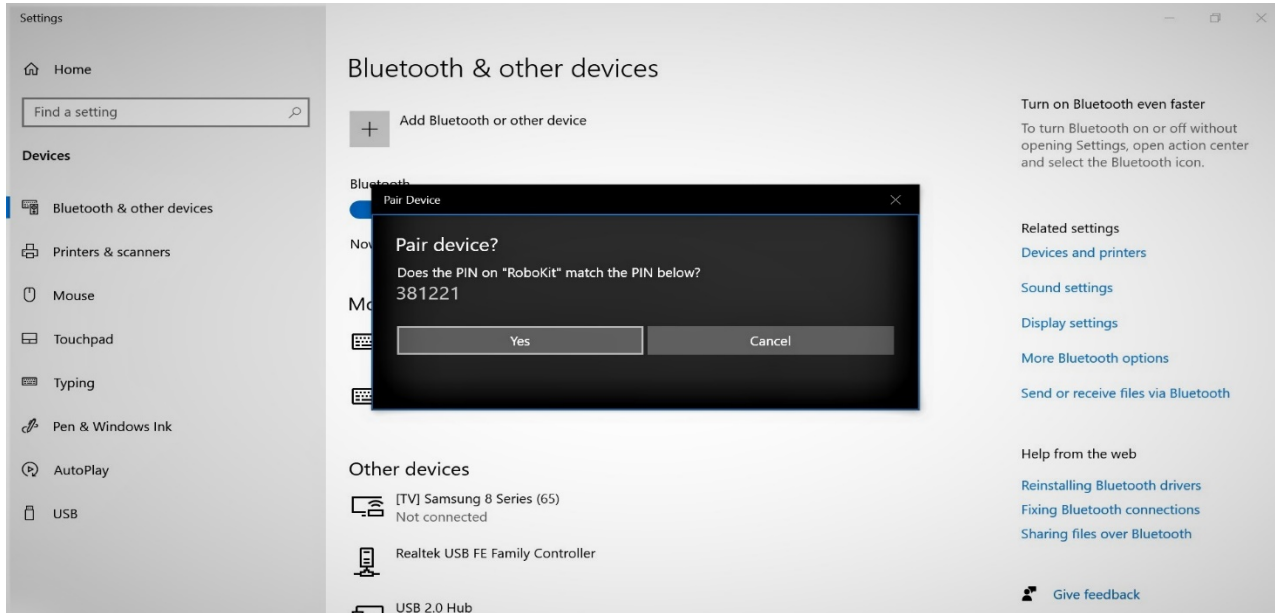 Settings
Home
Find a setting
Devices
Bluetooth & other devices
Printers & scanners
Mouse
Touchpad
Typing
Pen & Windows Ink
AutoPlay
USB
Bluetooth & other devices
Add Bluetooth or other device
Bluetooth
Pair Device
Pair device?
Does the PIN on "RoboKit" match the PIN below?
381221
Yes
Cancel
Other devices
[TV] Samsung 8 Series (65)
Not connected
Realtek USB FE Family Controller
USB 2.0 Hub
Turn on Bluetooth even faster
To turn Bluetooth on or off without
opening Settings, open action center
and select the Bluetooth icon.
Related settings
Devices and printers
Sound settings
Display settings
More Bluetooth options
Send or receive files via Bluetooth
Help from the web
Reinstalling Bluetooth drivers
Fixing Bluetooth connections
Sharing files over Bluetooth
Give feedback